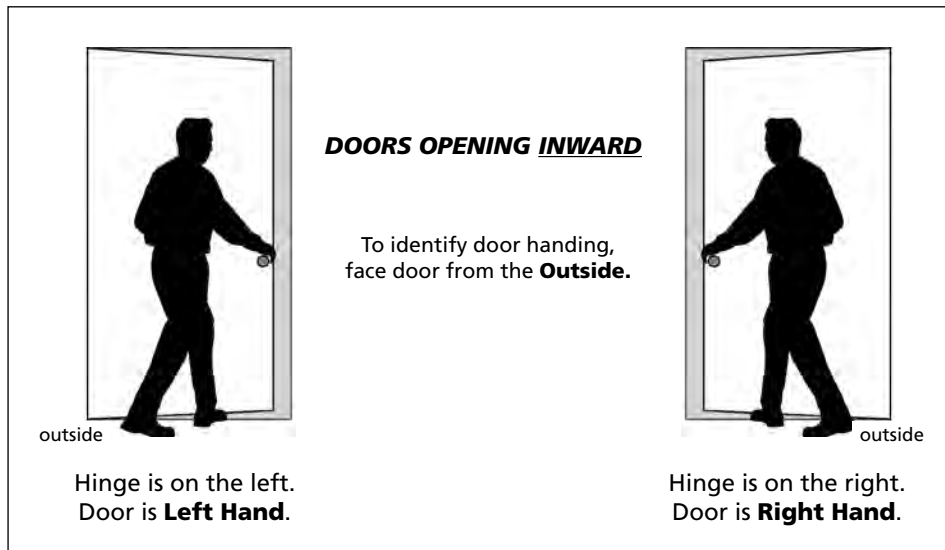 DOORS OPENING INWARD
To identify door handing,
face door from the Outside.
outside
outside
Hinge is on the left.
Door is Left Hand.
Hinge is on the right.
Door is Right Hand.